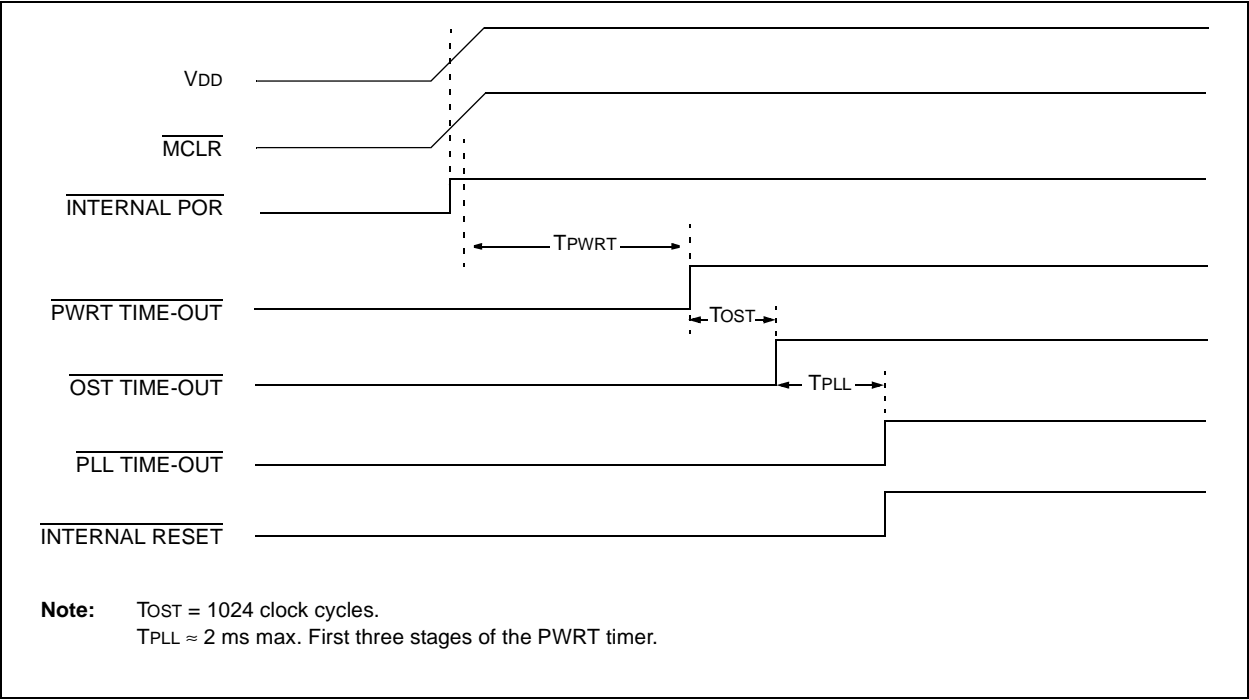 VDD
MCLR
INTERNAL POR
TPWRT
PWRT TIME-OUT
TOST
OST TIME-OUT
TPLL
PLL TIME-OUT
INTERNAL RESET
Note: TOST = 1024 clock cycles.
TPLL ≈ 2 ms max. First three stages of the PWRT timer.